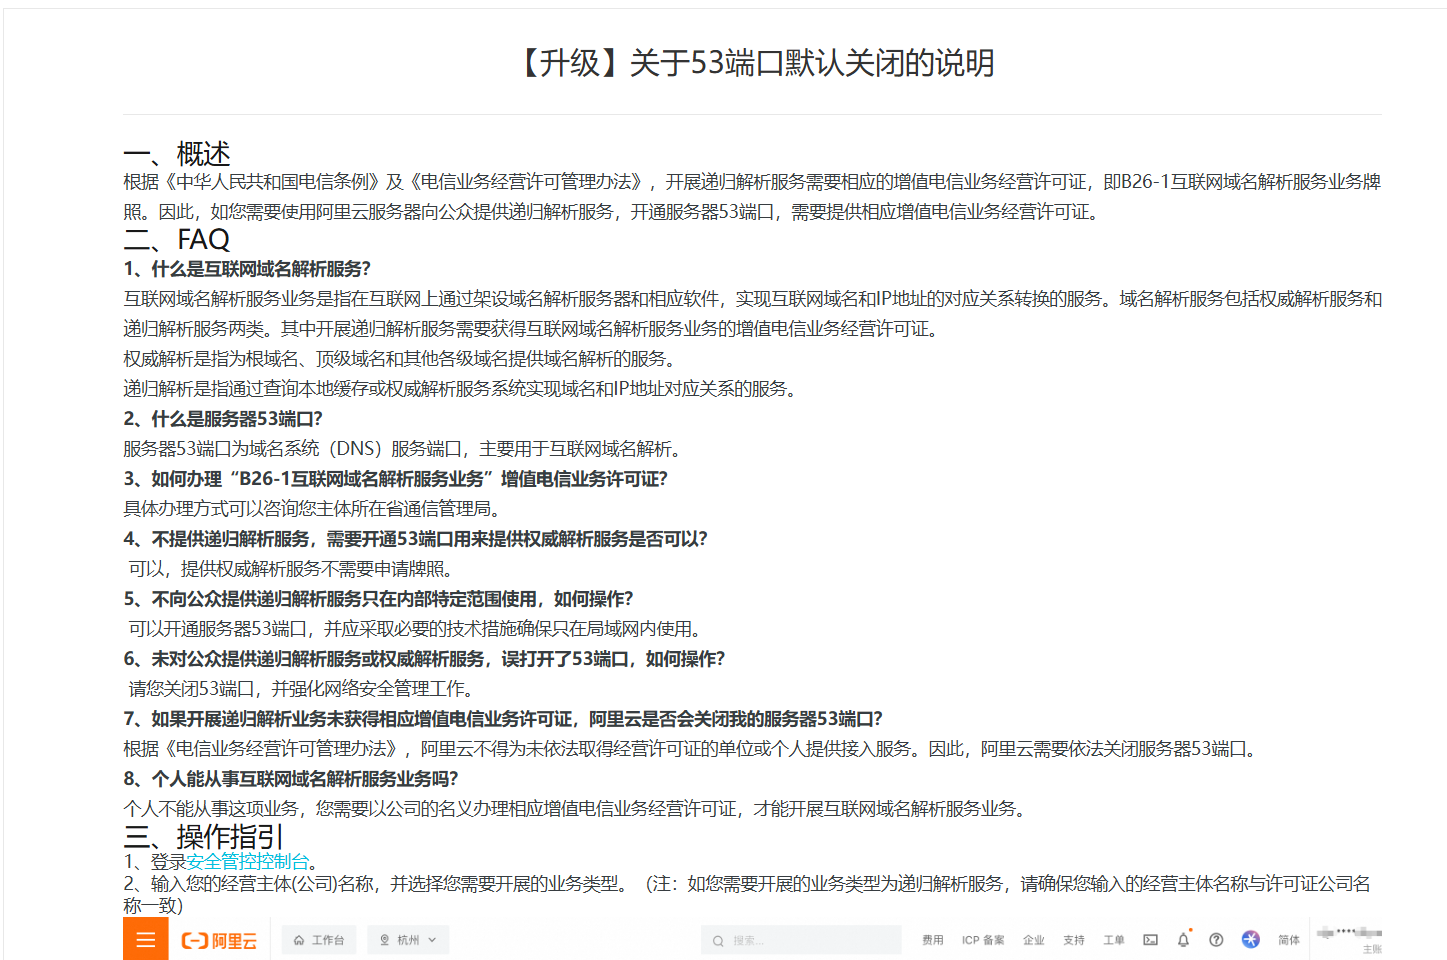 【升级】关于53端口默认关闭的说明
一、概述
根据《中华人民共和国电信条例》及《电信业务经营许可管理办法》，开展递归解析服务需要相应的增值电信业务经营许可证，即B26-1互联网域名解析服务业务牌
照。因此，如您需要使用阿里云服务器向公众提供递归解析服务，开通服务器53端口，需要提供相应增值电信业务经营许可证。
二、FAQ
1、什么是互联网域名解析服务？
互联网域名解析服务业务是指在互联网上通过架设域名解析服务器和相应软件，实现互联网域名和IP地址的对应关系转换的服务。域名解析服务包括权威解析服务和
递归解析服务两类。其中开展递归解析服务需要获得互联网域名解析服务业务的增值电信业务经营许可证。
权威解析是指为根域名、顶级域名和其他各级域名提供域名解析的服务。
递归解析是指通过查询本地缓存或权威解析服务系统实现域名和IP地址对应关系的服务。
2、什么是服务器53端口？
服务器53端口为域名系统（DNS）服务端口，主要用于互联网域名解析。
3、如何办理“B26-1互联网域名解析服务业务”增值电信业务许可证？
具体办理方式可以咨询您主体所在省通信管理局。
4、不提供递归解析服务，需要开通53端口用来提供权威解析服务是否可以？
可以，提供权威解析服务不需要申请牌照。
5、不向公众提供递归解析服务只在内部特定范围使用，如何操作？
可以开通服务器53端口，并应采取必要的技术措施确保只在局域网内使用。
6、未对公众提供递归解析服务或权威解析服务，误打开了53端口，如何操作？
请您关闭53端口，并强化网络安全管理工作。
7、如果开展递归解析业务未获得相应增值电信业务许可证，阿里云是否会关闭我的服务器53端口？
根据《电信业务经营许可管理办法》，阿里云不得为未依法取得经营许可证的单位或个人提供接入服务。因此，阿里云需要依法关闭服务器53端口。
8、个人能从事互联网域名解析服务业务吗？
个人不能从事这项业务，您需要以公司的名义办理相应增值电信业务经营许可证，才能开展互联网域名解析服务业务。
三、操作指引
1、登录安全管控控制台。
2、输入您的经营主体(公司)名称，并选择您需要开展的业务类型。（注：如您需要开展的业务类型为递归解析服务，请确保您输入的经营主体名称与许可证公司名
称一致）
阿里云 工作台 杭州 搜索... 费用 ICP 备案 企业 支持 工单 简体
主账